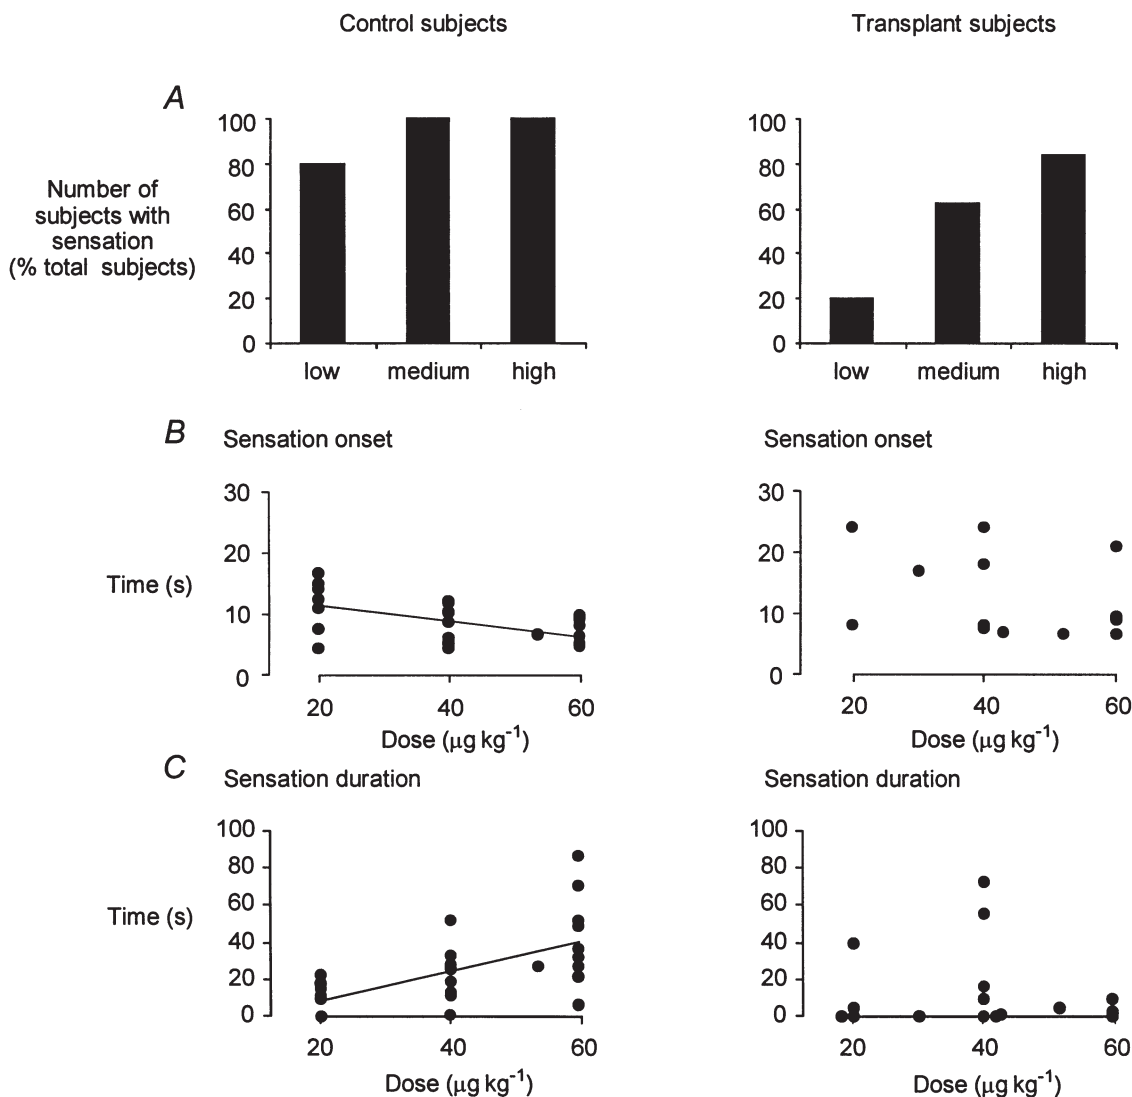 Control subjects
Transplant subjects
A
Number of
subjects with
sensation
(% total subjects)
100
80
60
40
20
0
low medium high
100
80
60
40
20
0
low medium high
B
Sensation onset
Time (s)
30
20
10
0
20 40 60
Dose (μg kg⁻¹)
Sensation onset
30
20
10
0
20 40 60
Dose (μg kg⁻¹)
C
Sensation duration
Time (s)
100
80
60
40
20
0
20 40 60
Dose (μg kg⁻¹)
Sensation duration
100
80
60
40
20
0
20 40 60
Dose (μg kg⁻¹)